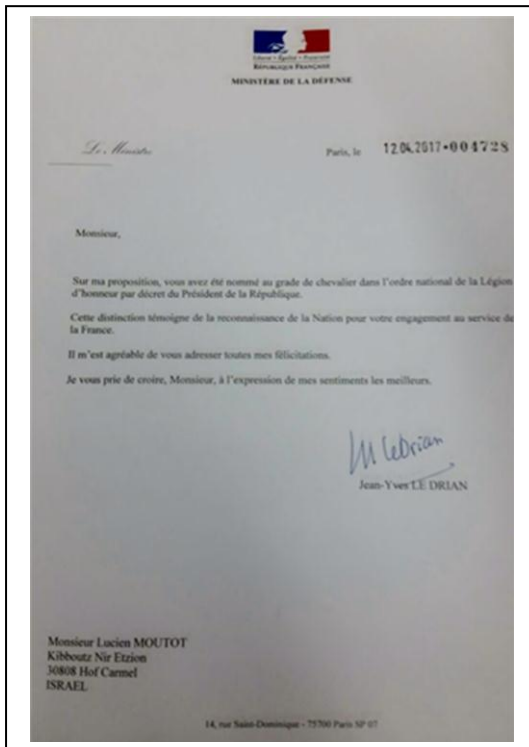 Liberté • Égalité • Fraternité
RÉPUBLIQUE FRANÇAISE
MINISTÈRE DE LA DÉFENSE
Le Ministre
Paris, le 12.04.2017•004728
Monsieur,
Sur ma proposition, vous avez été nommé au grade de chevalier dans l'ordre national de la Légion
d'honneur par décret du Président de la République.
Cette distinction témoigne de la reconnaissance de la Nation pour votre engagement au service de
la France.
Il m'est agréable de vous adresser toutes mes félicitations.
Je vous prie de croire, Monsieur, à l'expression de mes sentiments les meilleurs.
Jean-Yves LE DRIAN
Monsieur Lucien MOUTOT
Kibboutz Nir Etzion
30808 Hof Carmel
ISRAEL
14, rue Saint-Dominique - 75700 Paris SP 07